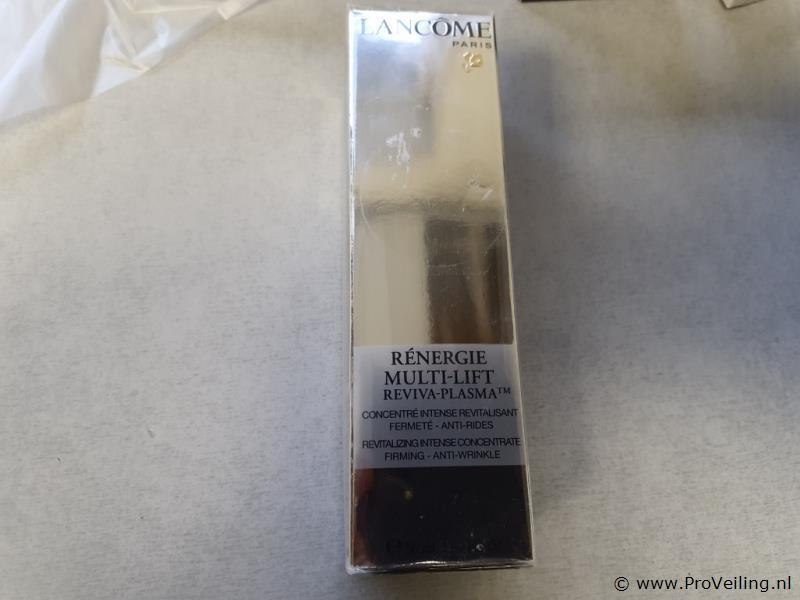 LANCÔME
PARIS
RÉNERGIE
MULTI-LIFT
REVIVA-PLASMA™
CONCENTRÉ INTENSE REVITALISANT
FERMETÉ - ANTI-RIDES
REVITALIZING INTENSE CONCENTRATE
FIRMING - ANTI-WRINKLE
© www.ProVeiling.nl